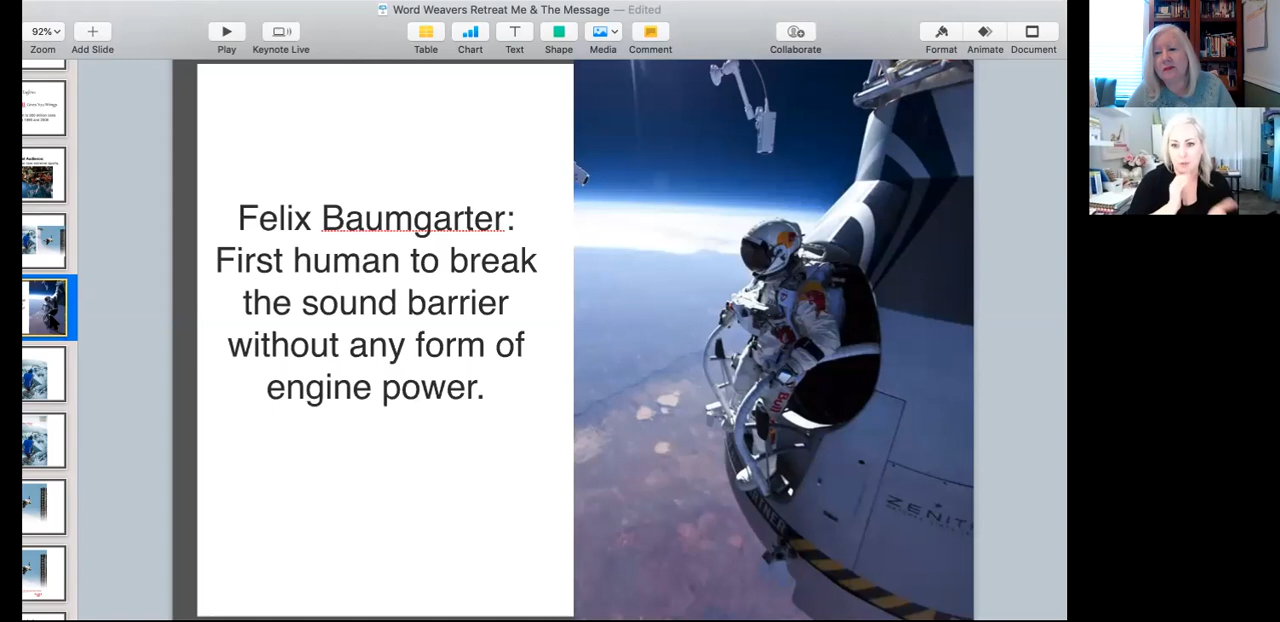 Word Weavers Retreat Me & The Message — Edited
92%
Zoom
Add Slide
Play
Keynote Live
Table
Chart
Text
Shape
Media
Comment
Collaborate
Format
Animate
Document
Felix Baumgarter:
First human to break
the sound barrier
without any form of
engine power.
Bull
ZENIT